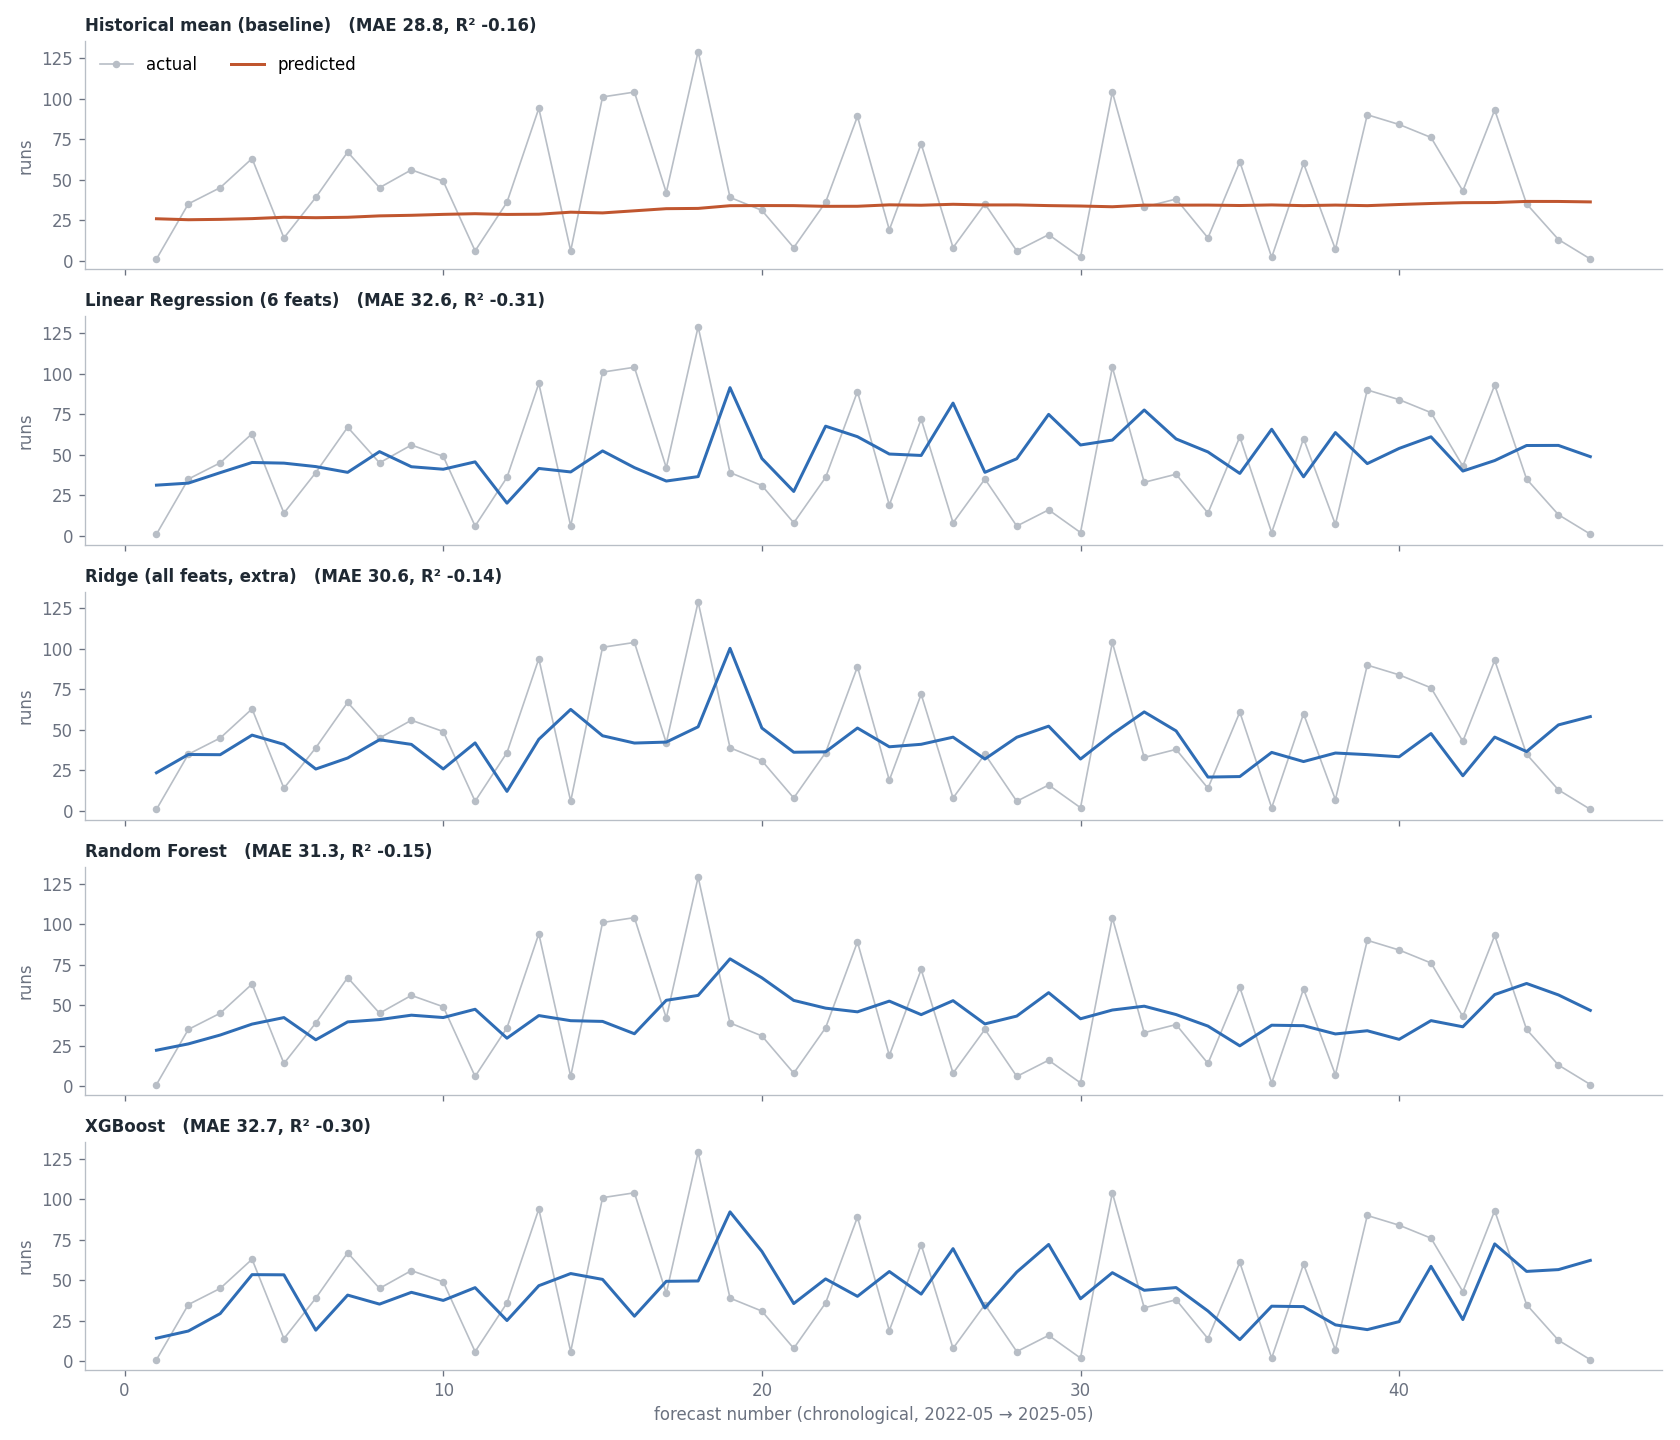 Historical mean (baseline)   (MAE 28.8, R² -0.16)
125
actual predicted
100
75
runs
50
25
0
Linear Regression (6 feats)   (MAE 32.6, R² -0.31)
125
100
75
runs
50
25
0
Ridge (all feats, extra)   (MAE 30.6, R² -0.14)
125
100
75
runs
50
25
0
Random Forest   (MAE 31.3, R² -0.15)
125
100
75
runs
50
25
0
XGBoost   (MAE 32.7, R² -0.30)
125
100
75
runs
50
25
0
0 10 20 30 40
forecast number (chronological, 2022-05 → 2025-05)